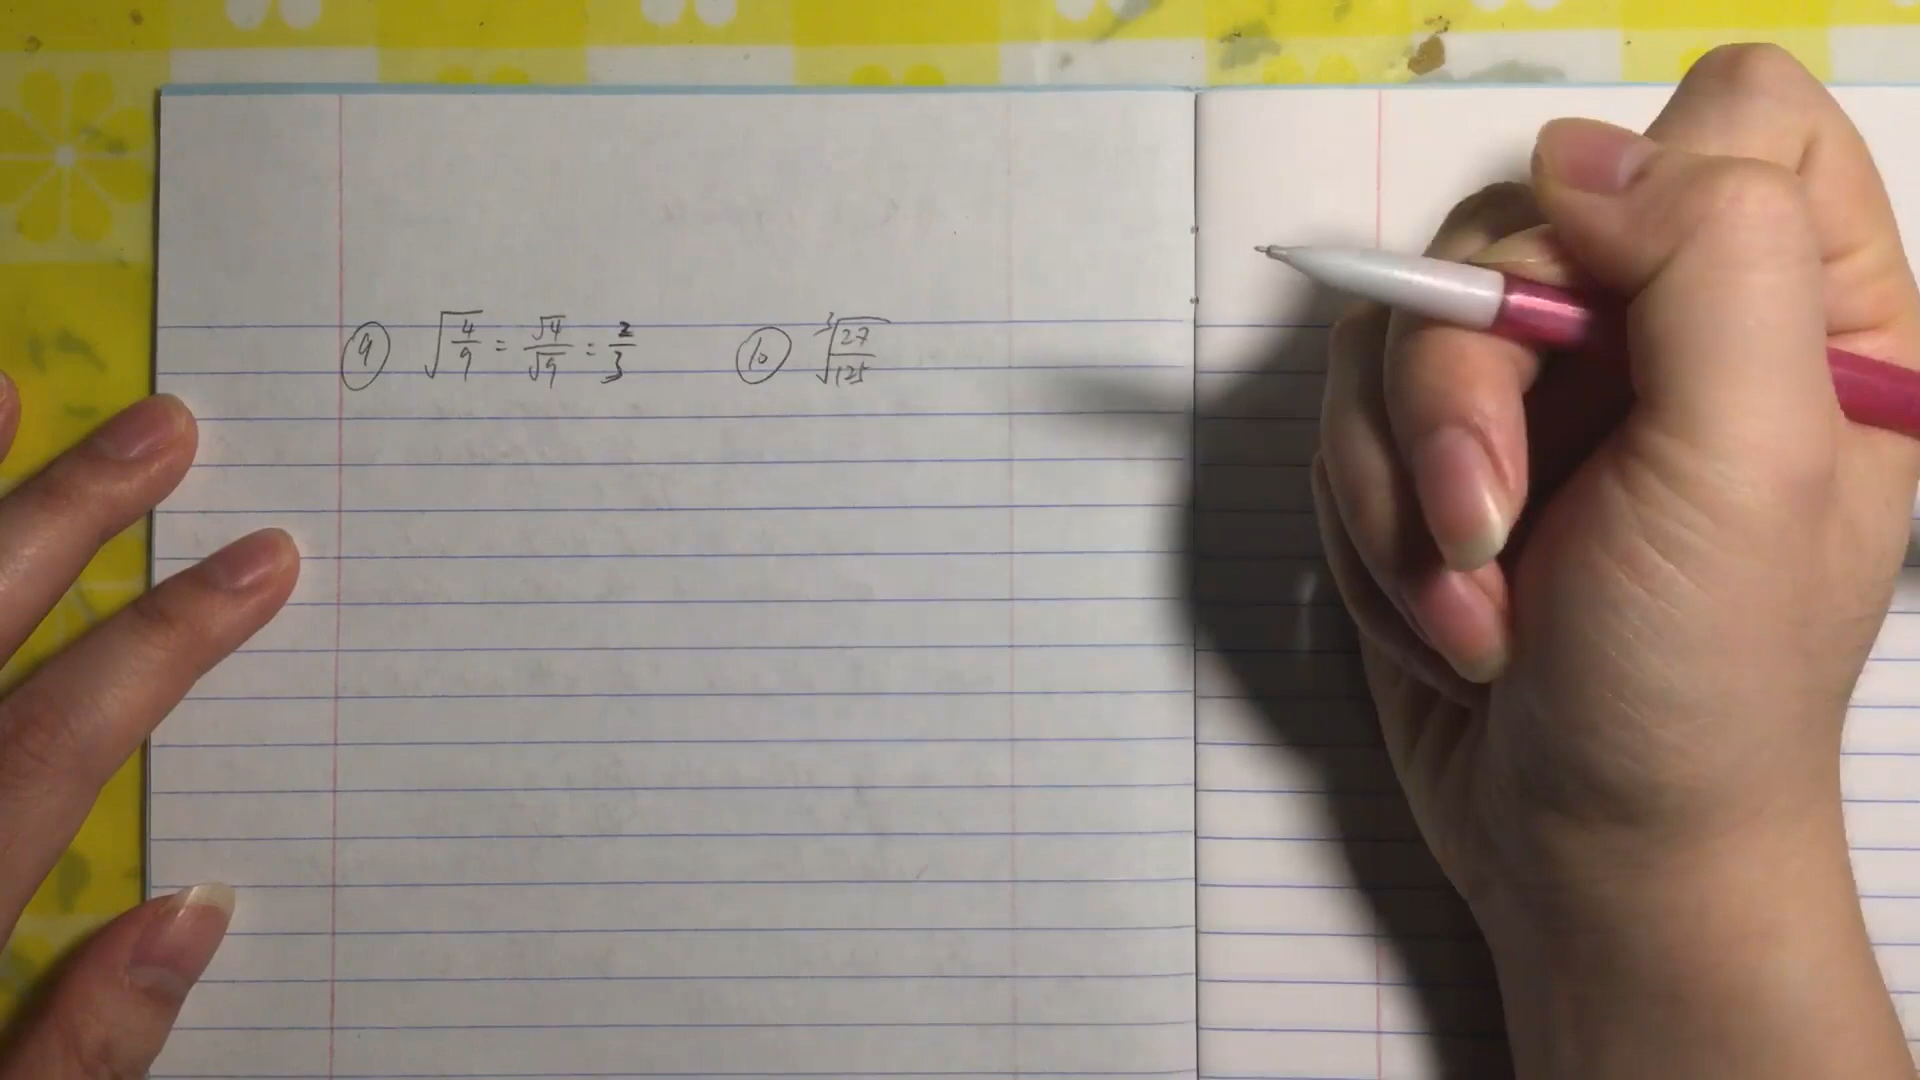 ⑨ √(4/9) = √4/√9 = 2/3 ⑩ ∛(27/125)